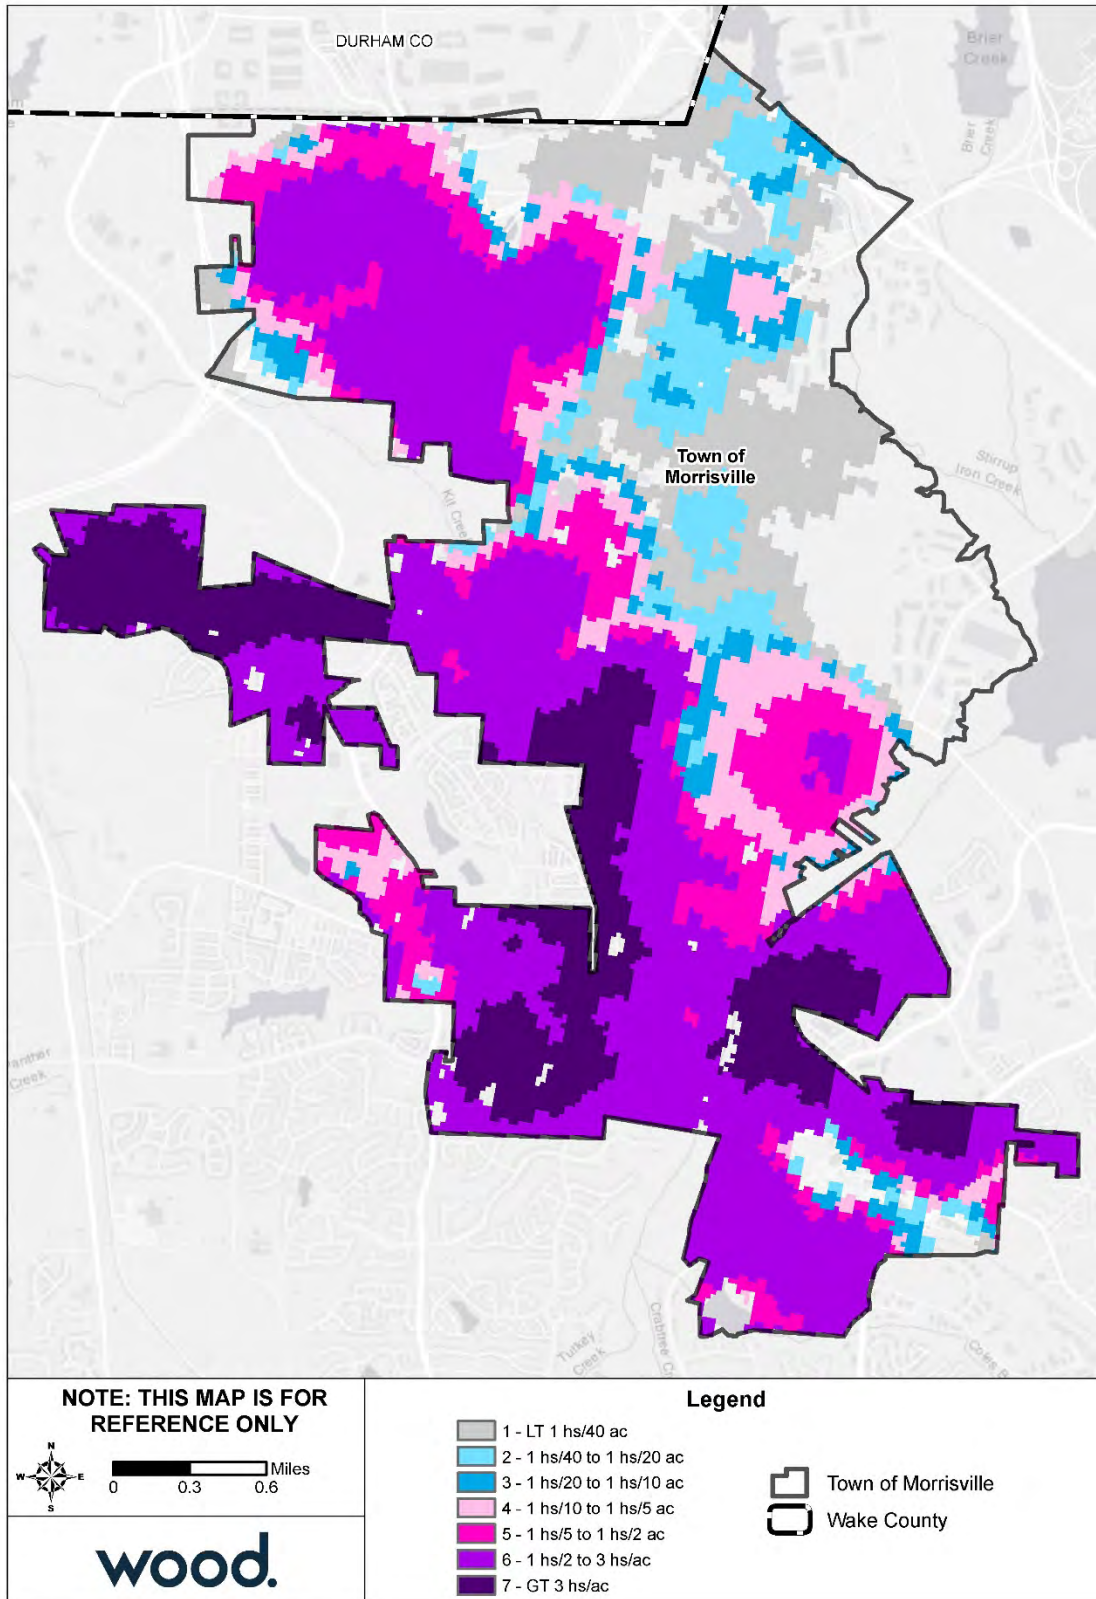 DURHAM CO
Brier
Creek
Brier
Creek
Town of
Morrisville
Stirrup
Iron Creek
Kit Creek
Panther
Creek
Turkey
Creek
Crabtree
NOTE: THIS MAP IS FOR
REFERENCE ONLY
N
W E
S
Miles
0 0.3 0.6
wood.
Legend
1 - LT 1 hs/40 ac
2 - 1 hs/40 to 1 hs/20 ac
3 - 1 hs/20 to 1 hs/10 ac
4 - 1 hs/10 to 1 hs/5 ac
5 - 1 hs/5 to 1 hs/2 ac
6 - 1 hs/2 to 3 hs/ac
7 - GT 3 hs/ac
Town of Morrisville
Wake County